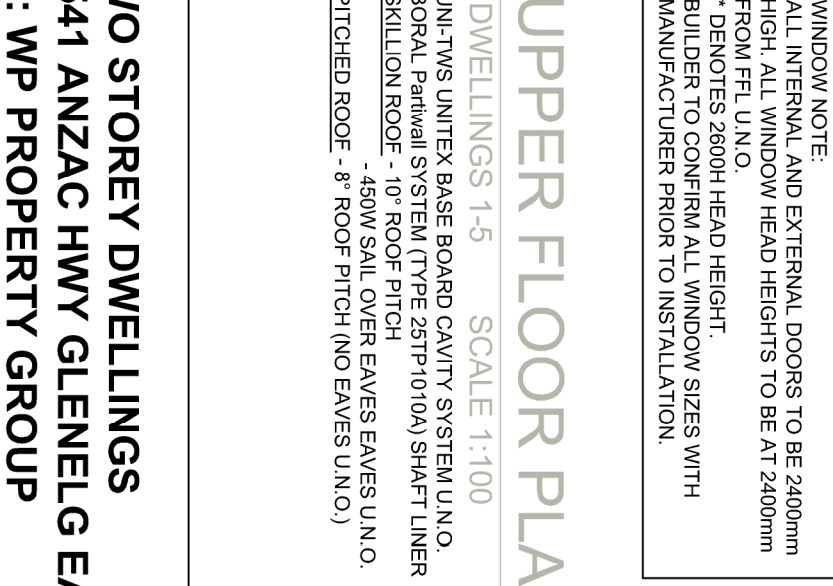 WINDOW NOTE:
ALL INTERNAL AND EXTERNAL DOORS TO BE 2400mm
HIGH. ALL WINDOW HEAD HEIGHTS TO BE AT 2400mm
FROM FFL U.N.O.
* DENOTES 2600H HEAD HEIGHT.
BUILDER TO CONFIRM ALL WINDOW SIZES WITH
MANUFACTURER PRIOR TO INSTALLATION.
UPPER FLOOR PLA
DWELLINGS 1-5 SCALE 1:100
UNI-TWS UNITEX BASE BOARD CAVITY SYSTEM U.N.O.
BORAL Partiwall SYSTEM (TYPE 25TP1010A) SHAFT LINER
SKILLION ROOF - 10° ROOF PITCH
- 450W SAIL OVER EAVES EAVES U.N.O.
PITCHED ROOF - 8° ROOF PITCH (NO EAVES U.N.O.)
VO STOREY DWELLINGS
641 ANZAC HWY GLENELG EA
: WP PROPERTY GROUP